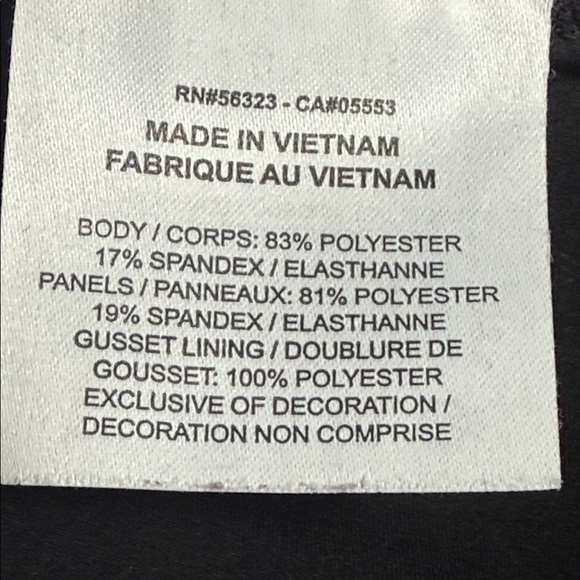 RN#56323 - CA#05553
MADE IN VIETNAM
FABRIQUE AU VIETNAM
BODY / CORPS: 83% POLYESTER
17% SPANDEX / ELASTHANNE
PANELS / PANNEAUX: 81% POLYESTER
19% SPANDEX / ELASTHANNE
GUSSET LINING / DOUBLURE DE
GOUSSET: 100% POLYESTER
EXCLUSIVE OF DECORATION /
DECORATION NON COMPRISE